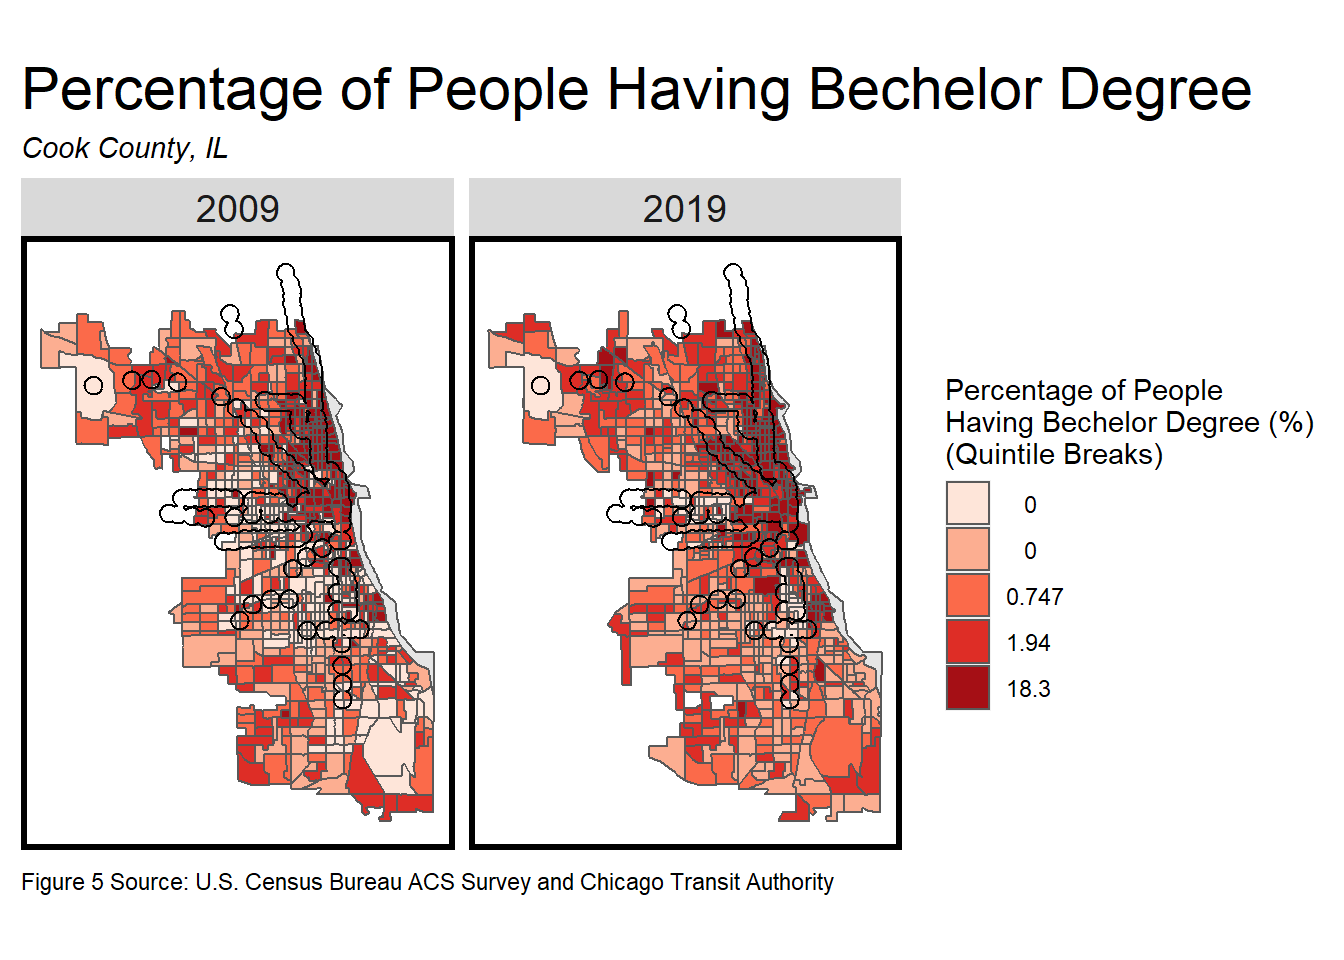 Percentage of People Having Bechelor Degree
Cook County, IL
2009
2019
Percentage of People
Having Bechelor Degree (%)
(Quintile Breaks)
0
0
0.747
1.94
18.3
Figure 5 Source: U.S. Census Bureau ACS Survey and Chicago Transit Authority